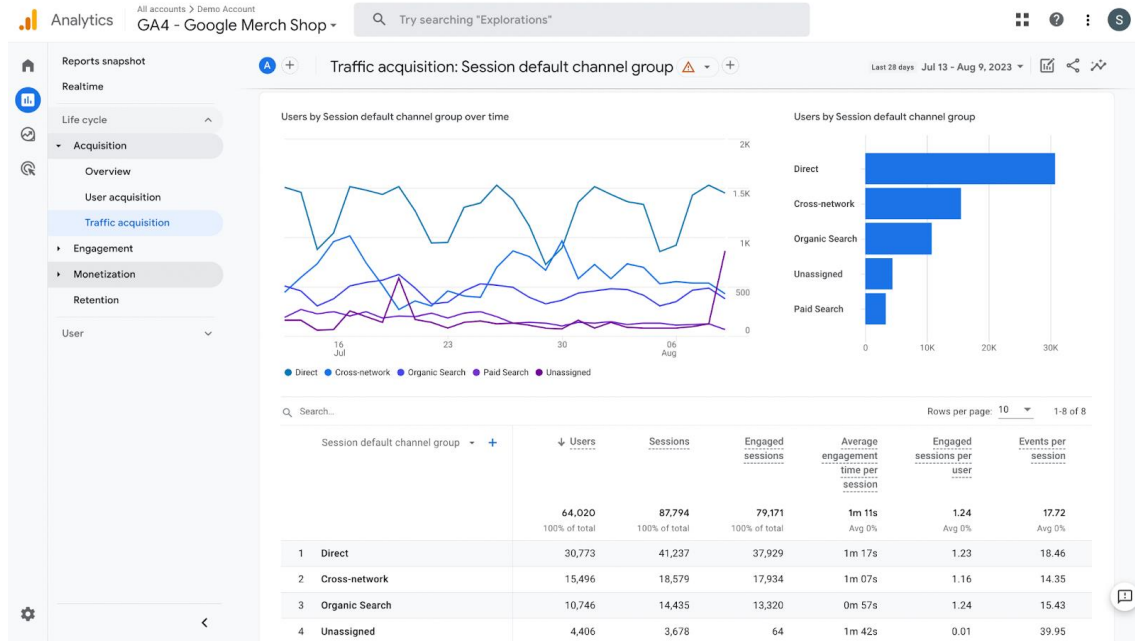 Analytics
All accounts > Demo Account
GA4 - Google Merch Shop
Try searching "Explorations"
S
Reports snapshot
Realtime
Life cycle
Acquisition
Overview
User acquisition
Traffic acquisition
Engagement
Monetization
Retention
User
A
Traffic acquisition: Session default channel group
Last 28 days Jul 13 - Aug 9, 2023
Users by Session default channel group over time
2K
1.5K
1K
500
0
16 Jul
23
30
06 Aug
Direct Cross-network Organic Search Paid Search Unassigned
Users by Session default channel group
Direct
Cross-network
Organic Search
Unassigned
Paid Search
0 10K 20K 30K
Search...
Rows per page: 10 1-8 of 8
Session default channel group
Users
Sessions
Engaged sessions
Average engagement time per session
Engaged sessions per user
Events per session
64,020 87,794 79,171 1m 11s 1.24 17.72
100% of total 100% of total 100% of total Avg 0% Avg 0% Avg 0%
1 Direct 30,773 41,237 37,929 1m 17s 1.23 18.46
2 Cross-network 15,496 18,579 17,934 1m 07s 1.16 14.35
3 Organic Search 10,746 14,435 13,320 0m 57s 1.24 15.43
4 Unassigned 4,406 3,678 64 1m 42s 0.01 39.95